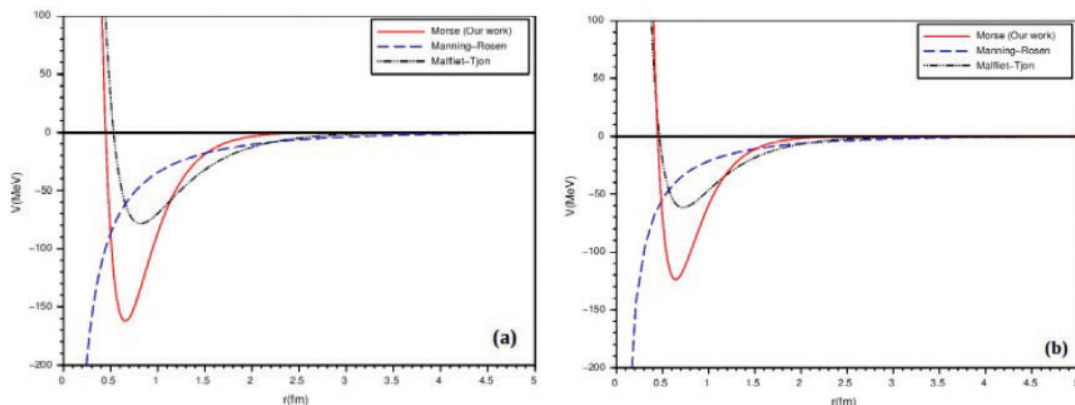 100
50
0
−50
−100
−150
−200
V(MeV)
0 0.5 1 1.5 2 2.5 3 3.5 4 4.5 5
r(fm)
Morse (Our work)
Manning−Rosen
Malfliet−Tjon
(a)
100
50
0
−50
−100
−150
−200
V(MeV)
0 0.5 1 1.5 2 2.5 3 3.5 4 4.5 5
r(fm)
Morse (Our work)
Manning−Rosen
Malfliet−Tjon
(b)